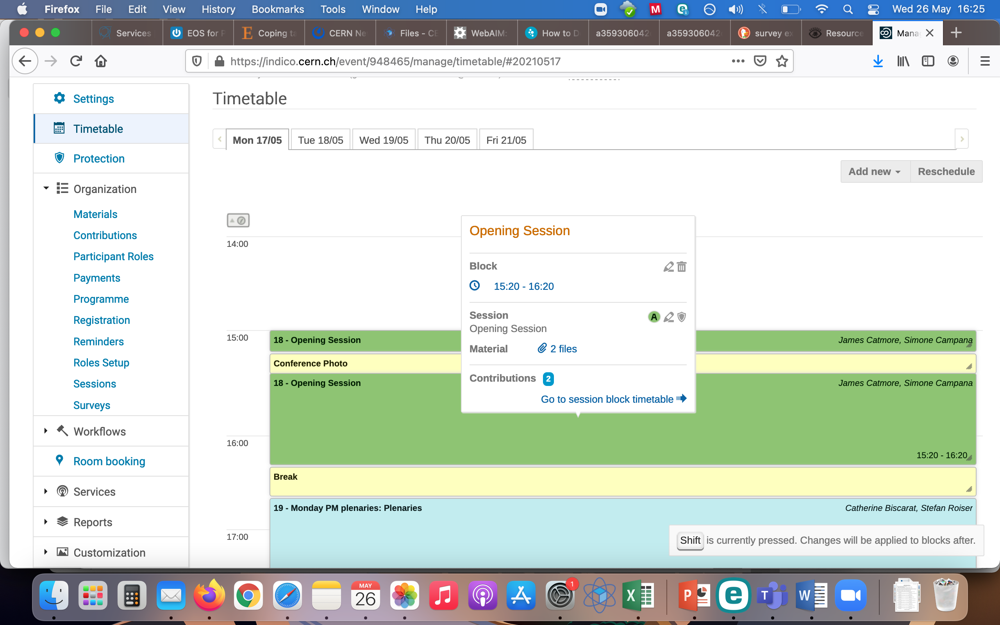 Firefox File Edit View History Bookmarks Tools Window Help Wed 26 May 16:25
Services EOS for Coping ta CERN Ne Files - CE WebAIM: How to D a359306042 a359306042 survey ex Resource Mana
https://indico.cern.ch/event/948465/manage/timetable/#20210517
Settings
Timetable
Protection
Organization
Materials
Contributions
Participant Roles
Payments
Programme
Registration
Reminders
Roles Setup
Sessions
Surveys
Workflows
Room booking
Services
Reports
Customization
Timetable
Mon 17/05 Tue 18/05 Wed 19/05 Thu 20/05 Fri 21/05
Add new Reschedule
14:00
Opening Session
Block
15:20 - 16:20
Session A
Opening Session
Material 2 files
Contributions 2
Go to session block timetable
15:00
18 - Opening Session James Catmore, Simone Campana
Conference Photo
18 - Opening Session James Catmore, Simone Campana
16:00
15:20 - 16:20
Break
19 - Monday PM plenaries: Plenaries Catherine Biscarat, Stefan Roiser
17:00
Shift is currently pressed. Changes will be applied to blocks after.
MAY
26
1
X
P
e
T
W